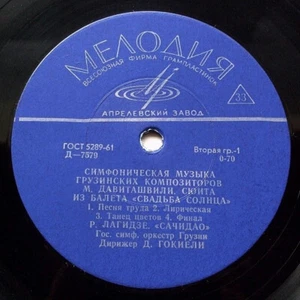 МЕЛОДИЯ
ВСЕСОЮЗНАЯ ФИРМА ГРАМПЛАСТИНОК
33
АПРЕЛЕВСКИЙ ЗАВОД
ГОСТ 5289-61
Д—7379
Вторая гр.-1
0-70
СИМФОНИЧЕСКАЯ МУЗЫКА
ГРУЗИНСКИХ КОМПОЗИТОРОВ
М. ДАВИТАШВИЛИ. СЮИТА
ИЗ БАЛЕТА „СВАДЬБА СОЛНЦА“
1. Песня труда 2. Лирическая
3. Танец цветов 4. Финал
Р. ЛАГИДЗЕ. «САЧИДАО»
Гос. симф. оркестр Грузии
Дирижер Д. ГОКИЕЛИ